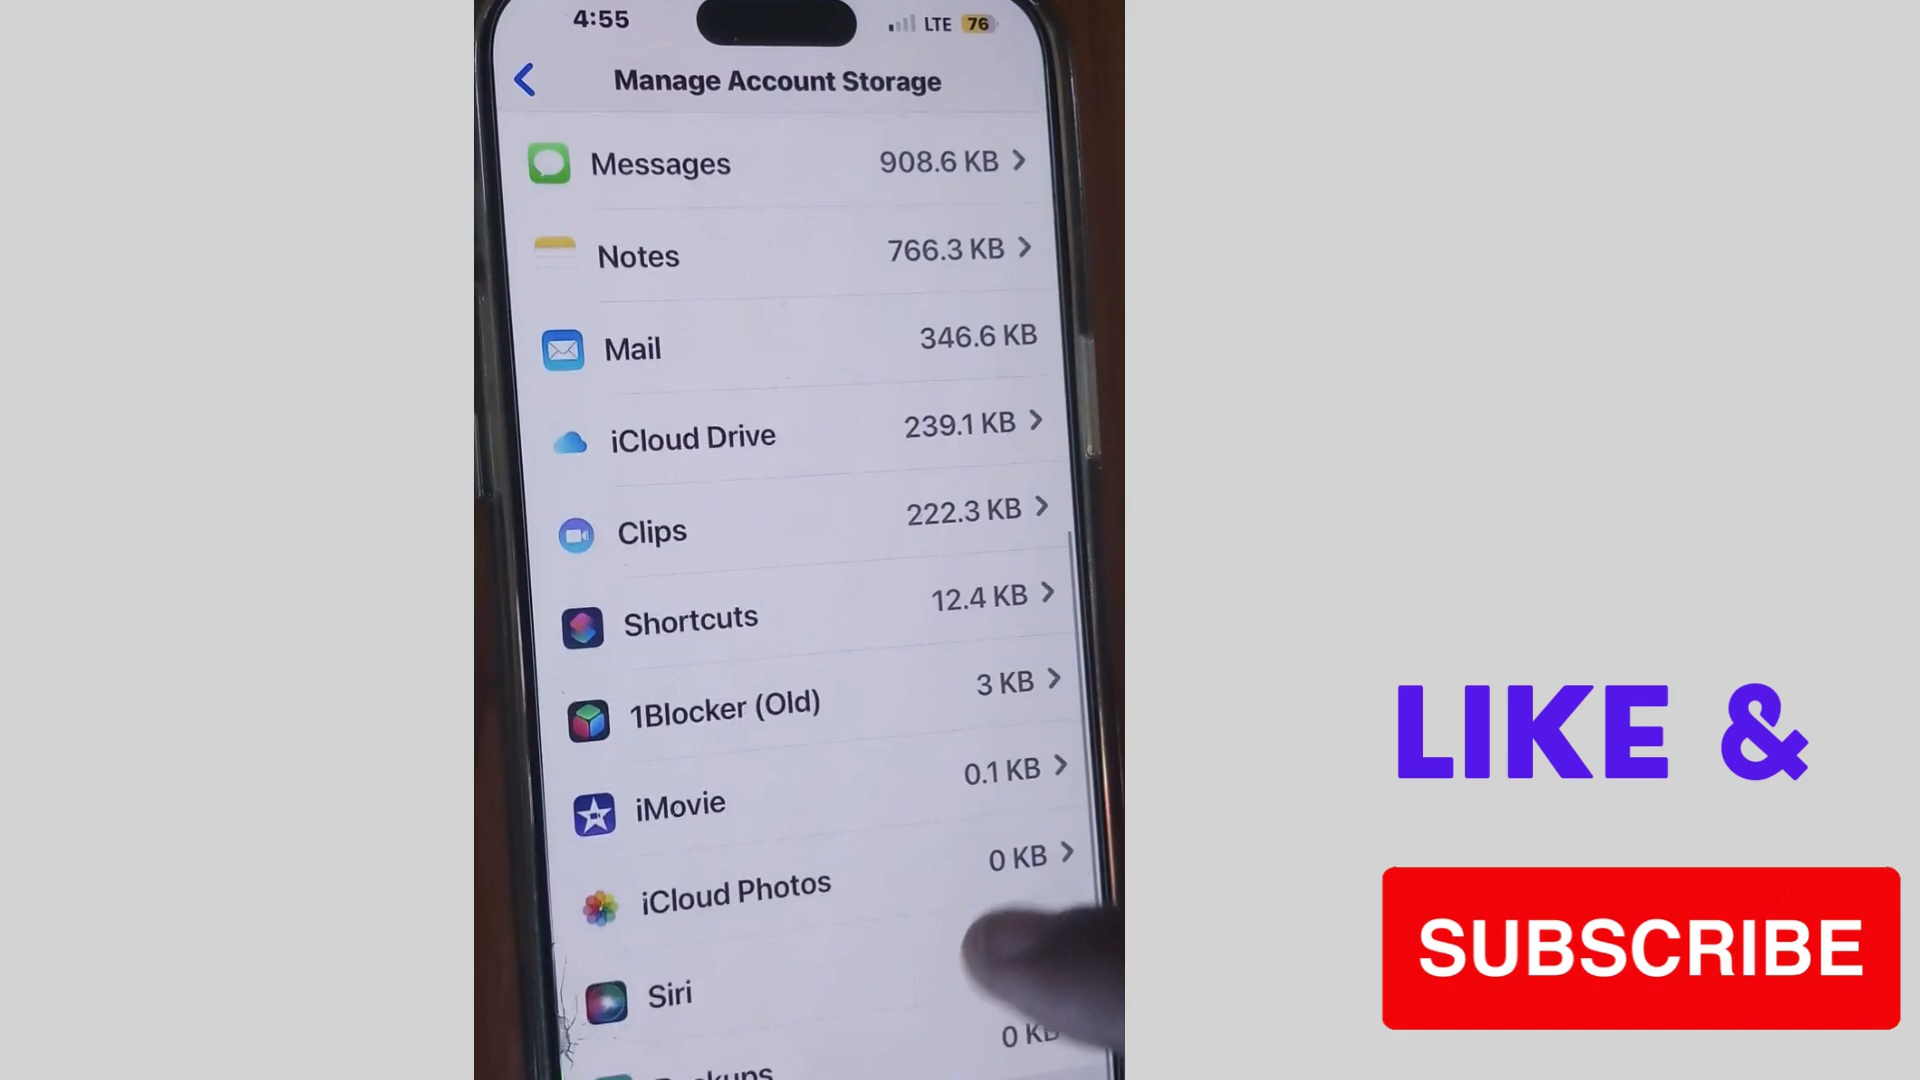 4:55 LTE 76
Manage Account Storage
Messages 908.6 KB
Notes 766.3 KB
Mail 346.6 KB
iCloud Drive 239.1 KB
Clips 222.3 KB
Shortcuts 12.4 KB
1Blocker (Old) 3 KB
iMovie 0.1 KB
iCloud Photos 0 KB
Siri
0 KB
LIKE &
SUBSCRIBE